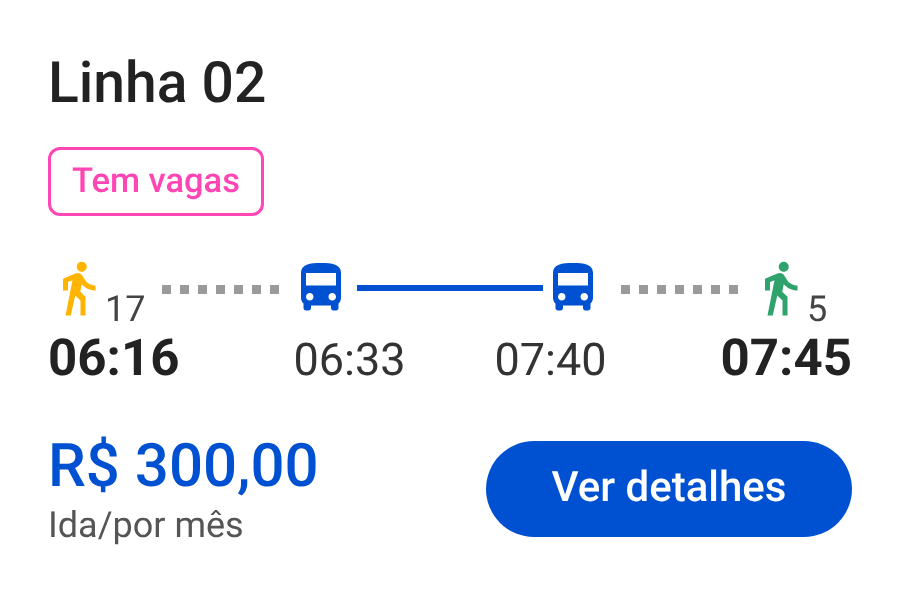 Linha 02
Tem vagas
17 5
06:16 06:33 07:40 07:45
R$ 300,00
Ida/por mês
Ver detalhes